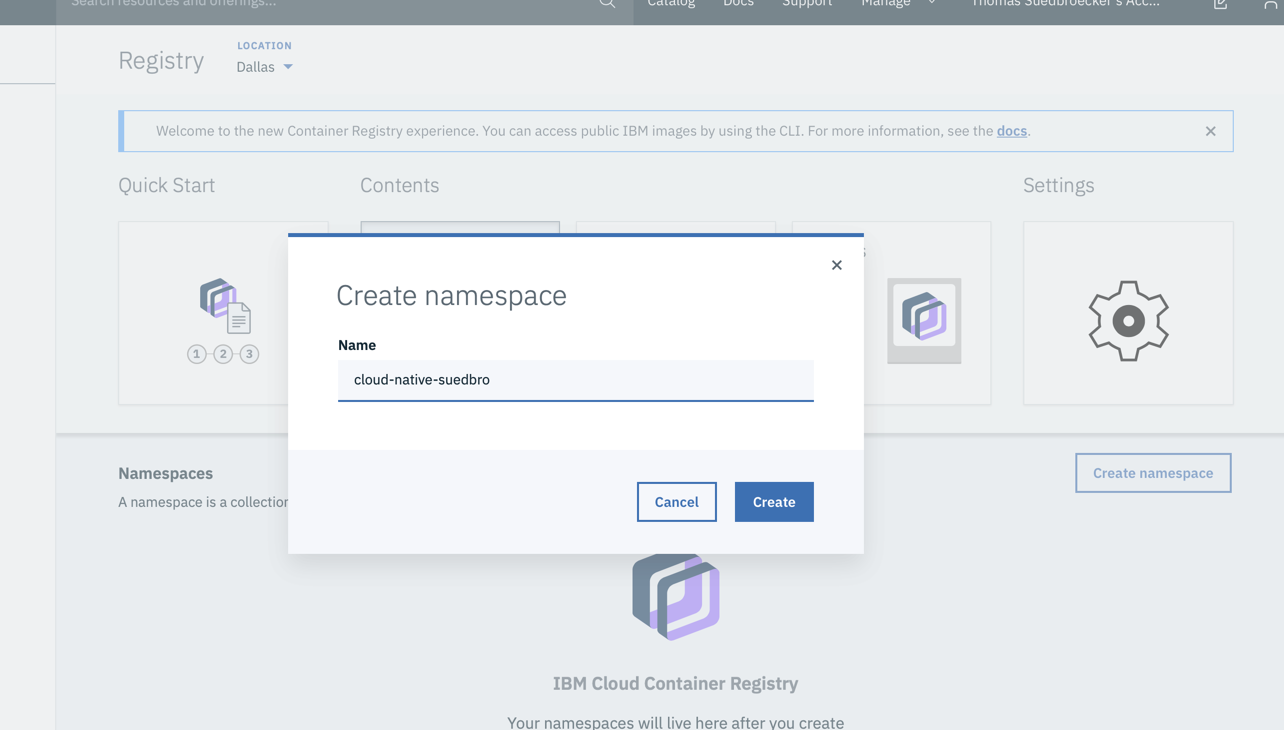 Search resources and offerings...
Catalog Docs Support Manage Thomas Suedbroecker's Acc...
LOCATION
Registry Dallas
Welcome to the new Container Registry experience. You can access public IBM images by using the CLI. For more information, see the docs.
Quick Start Contents Settings
1 2 3
Create namespace
Name
cloud-native-suedbro
Cancel Create
Namespaces
Create namespace
A namespace is a collection
IBM Cloud Container Registry
Your namespaces will live here after you create